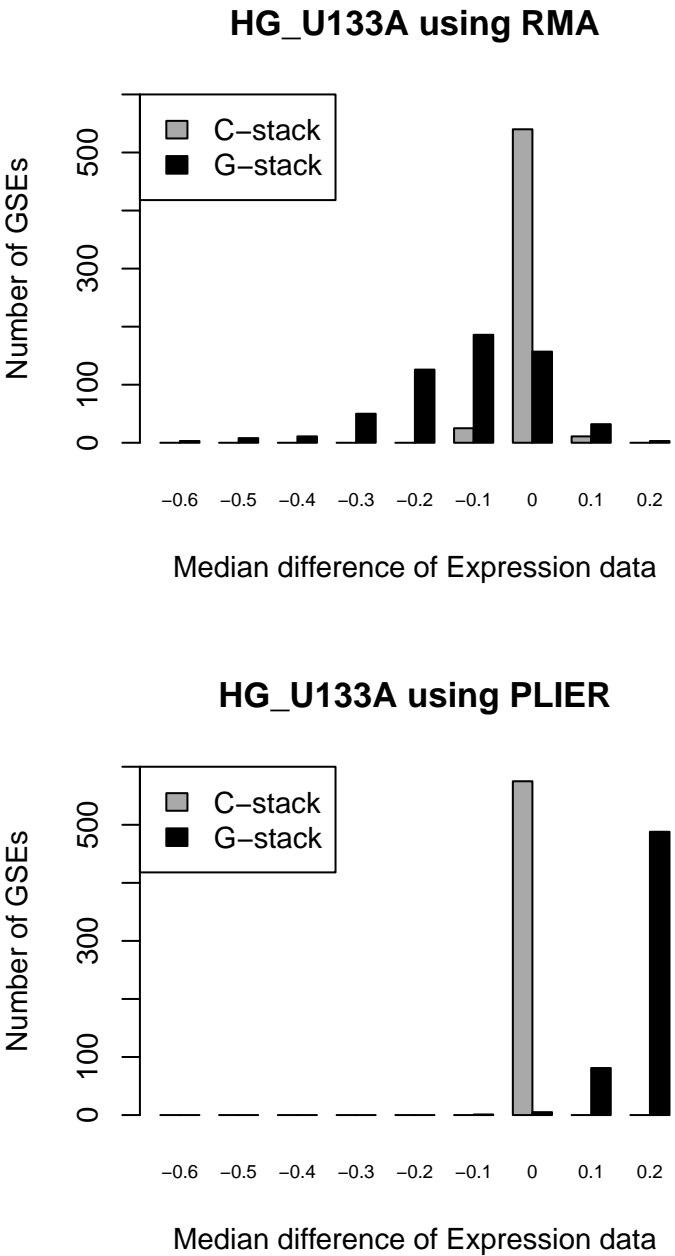 HG_U133A using RMA
C−stack
G−stack
Number of GSEs
500
300
100
0
−0.6 −0.5 −0.4 −0.3 −0.2 −0.1 0 0.1 0.2
Median difference of Expression data
HG_U133A using PLIER
C−stack
G−stack
Number of GSEs
500
300
100
0
−0.6 −0.5 −0.4 −0.3 −0.2 −0.1 0 0.1 0.2
Median difference of Expression data